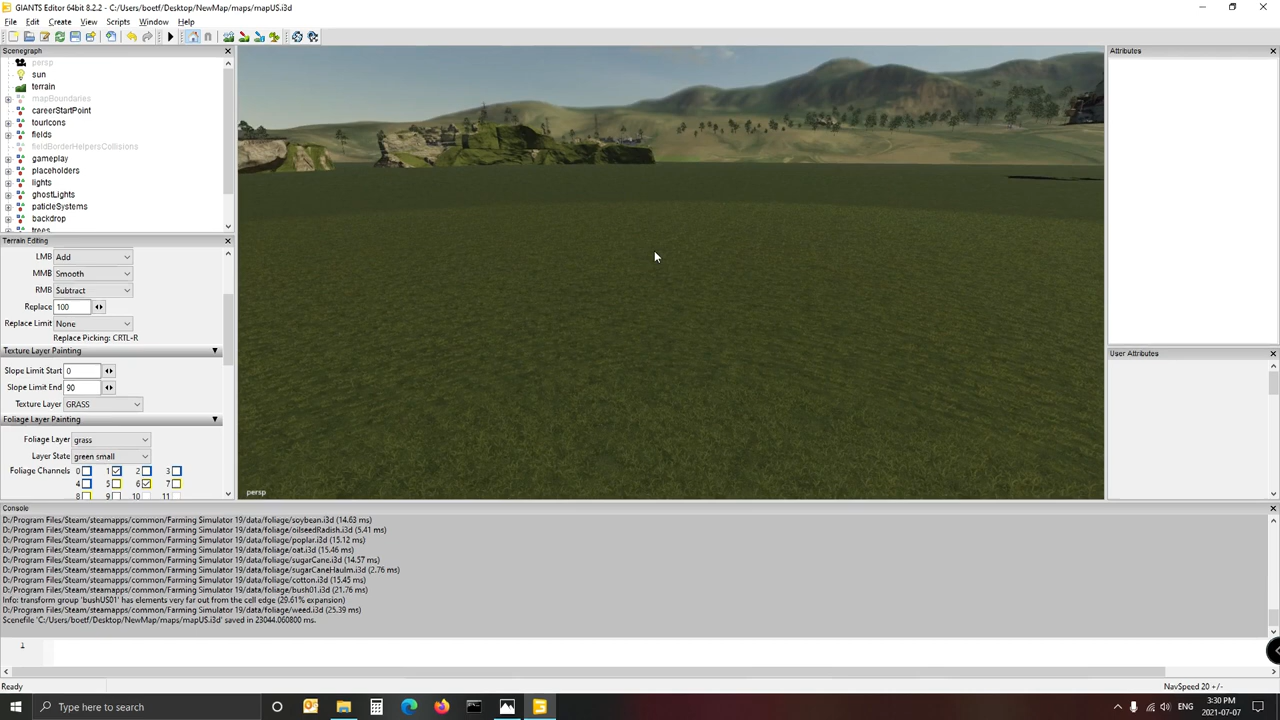 GIANTS Editor 64bit 8.2.2 - C:/Users/boetf/Desktop/NewMap/maps/mapUS.i3d
File Edit Create View Scripts Window Help
Scenegraph
persp
sun
terrain
mapBoundaries
careerStartPoint
tourIcons
fields
fieldBorderHelpersCollisions
gameplay
placeholders
lights
ghostLights
paticleSystems
backdrop
trees
Terrain Editing
LMB Add
MMB Smooth
RMB Subtract
Replace 100
Replace Limit None
Replace Picking: CRTL-R
Texture Layer Painting
Slope Limit Start 0
Slope Limit End 90
Texture Layer GRASS
Foliage Layer Painting
Foliage Layer grass
Layer State green small
Foliage Channels 0 1 2 3
4 5 6 7
8 9 10 11
persp
Attributes
User Attributes
Console
D:/Program Files/Steam/steamapps/common/Farming Simulator 19/data/foliage/soybean.i3d (14.63 ms)
D:/Program Files/Steam/steamapps/common/Farming Simulator 19/data/foliage/oilseedRadish.i3d (5.41 ms)
D:/Program Files/Steam/steamapps/common/Farming Simulator 19/data/foliage/poplar.i3d (15.12 ms)
D:/Program Files/Steam/steamapps/common/Farming Simulator 19/data/foliage/oat.i3d (15.46 ms)
D:/Program Files/Steam/steamapps/common/Farming Simulator 19/data/foliage/sugarCane.i3d (14.57 ms)
D:/Program Files/Steam/steamapps/common/Farming Simulator 19/data/foliage/sugarCaneHaulm.i3d (2.76 ms)
D:/Program Files/Steam/steamapps/common/Farming Simulator 19/data/foliage/cotton.i3d (15.45 ms)
D:/Program Files/Steam/steamapps/common/Farming Simulator 19/data/foliage/bush01.i3d (21.76 ms)
Info: transform group 'bushUS01' has elements very far out from the cell edge (29.61% expansion)
D:/Program Files/Steam/steamapps/common/Farming Simulator 19/data/foliage/weed.i3d (25.39 ms)
Scenefile 'C:/Users/boetf/Desktop/NewMap/maps/mapUS.i3d' saved in 23044.060800 ms.
1
Ready
NavSpeed 20 +/-
Type here to search
ENG
3:30 PM
2021-07-07